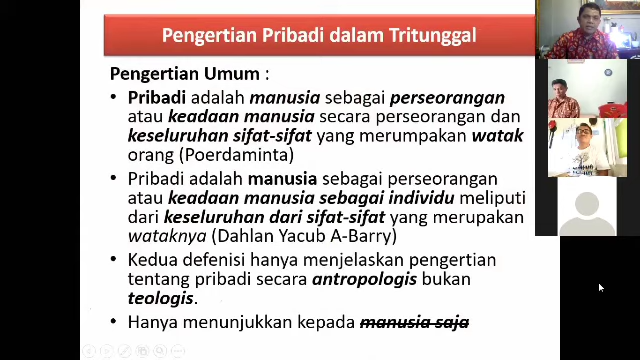 Pengertian Pribadi dalam Tritunggal
Pengertian Umum :
• Pribadi adalah manusia sebagai perseorangan
atau keadaan manusia secara perseorangan dan
keseluruhan sifat-sifat yang merumpakan watak
orang (Poerdaminta)
• Pribadi adalah manusia sebagai perseorangan
atau keadaan manusia sebagai individu meliputi
dari keseluruhan dari sifat-sifat yang merupakan
wataknya (Dahlan Yacub A-Barry)
• Kedua defenisi hanya menjelaskan pengertian
tentang pribadi secara antropologis bukan
teologis.
• Hanya menunjukkan kepada manusia saja